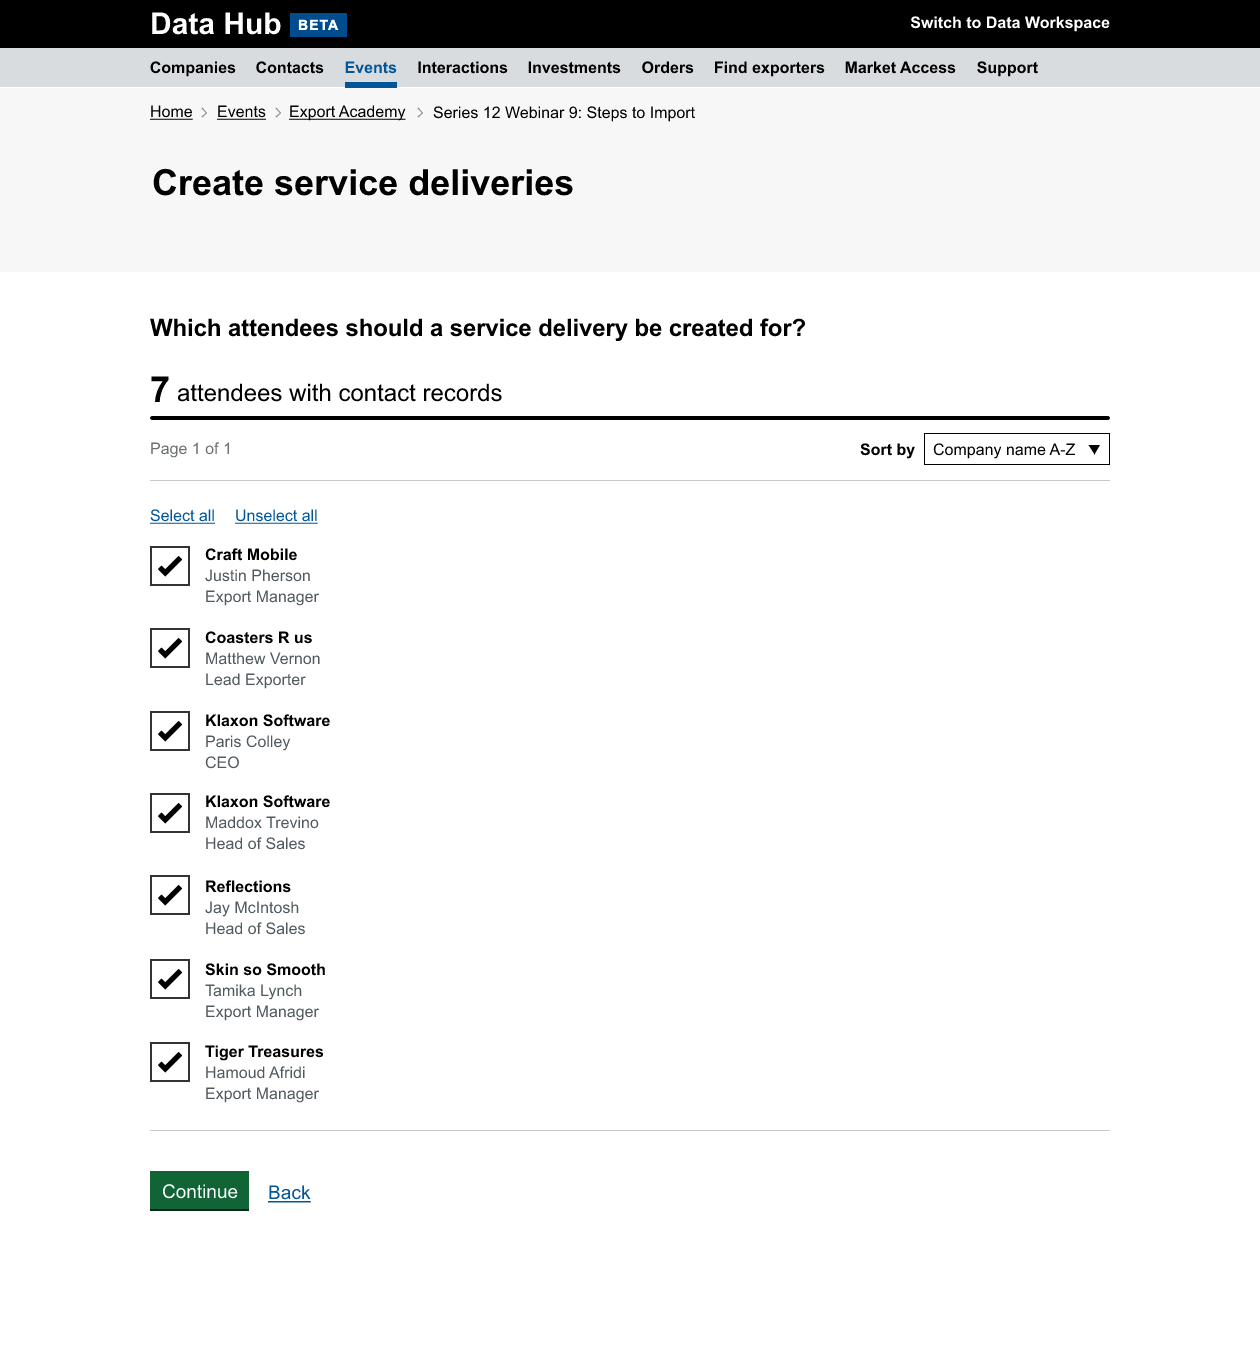 Data Hub BETA Switch to Data Workspace
Companies Contacts Events Interactions Investments Orders Find exporters Market Access Support
Home Events Export Academy Series 12 Webinar 9: Steps to Import
Create service deliveries
Which attendees should a service delivery be created for?
7 attendees with contact records
Page 1 of 1 Sort by Company name A-Z
Select all Unselect all
Craft Mobile
Justin Pherson
Export Manager
Coasters R us
Matthew Vernon
Lead Exporter
Klaxon Software
Paris Colley
CEO
Klaxon Software
Maddox Trevino
Head of Sales
Reflections
Jay McIntosh
Head of Sales
Skin so Smooth
Tamika Lynch
Export Manager
Tiger Treasures
Hamoud Afridi
Export Manager
Continue Back